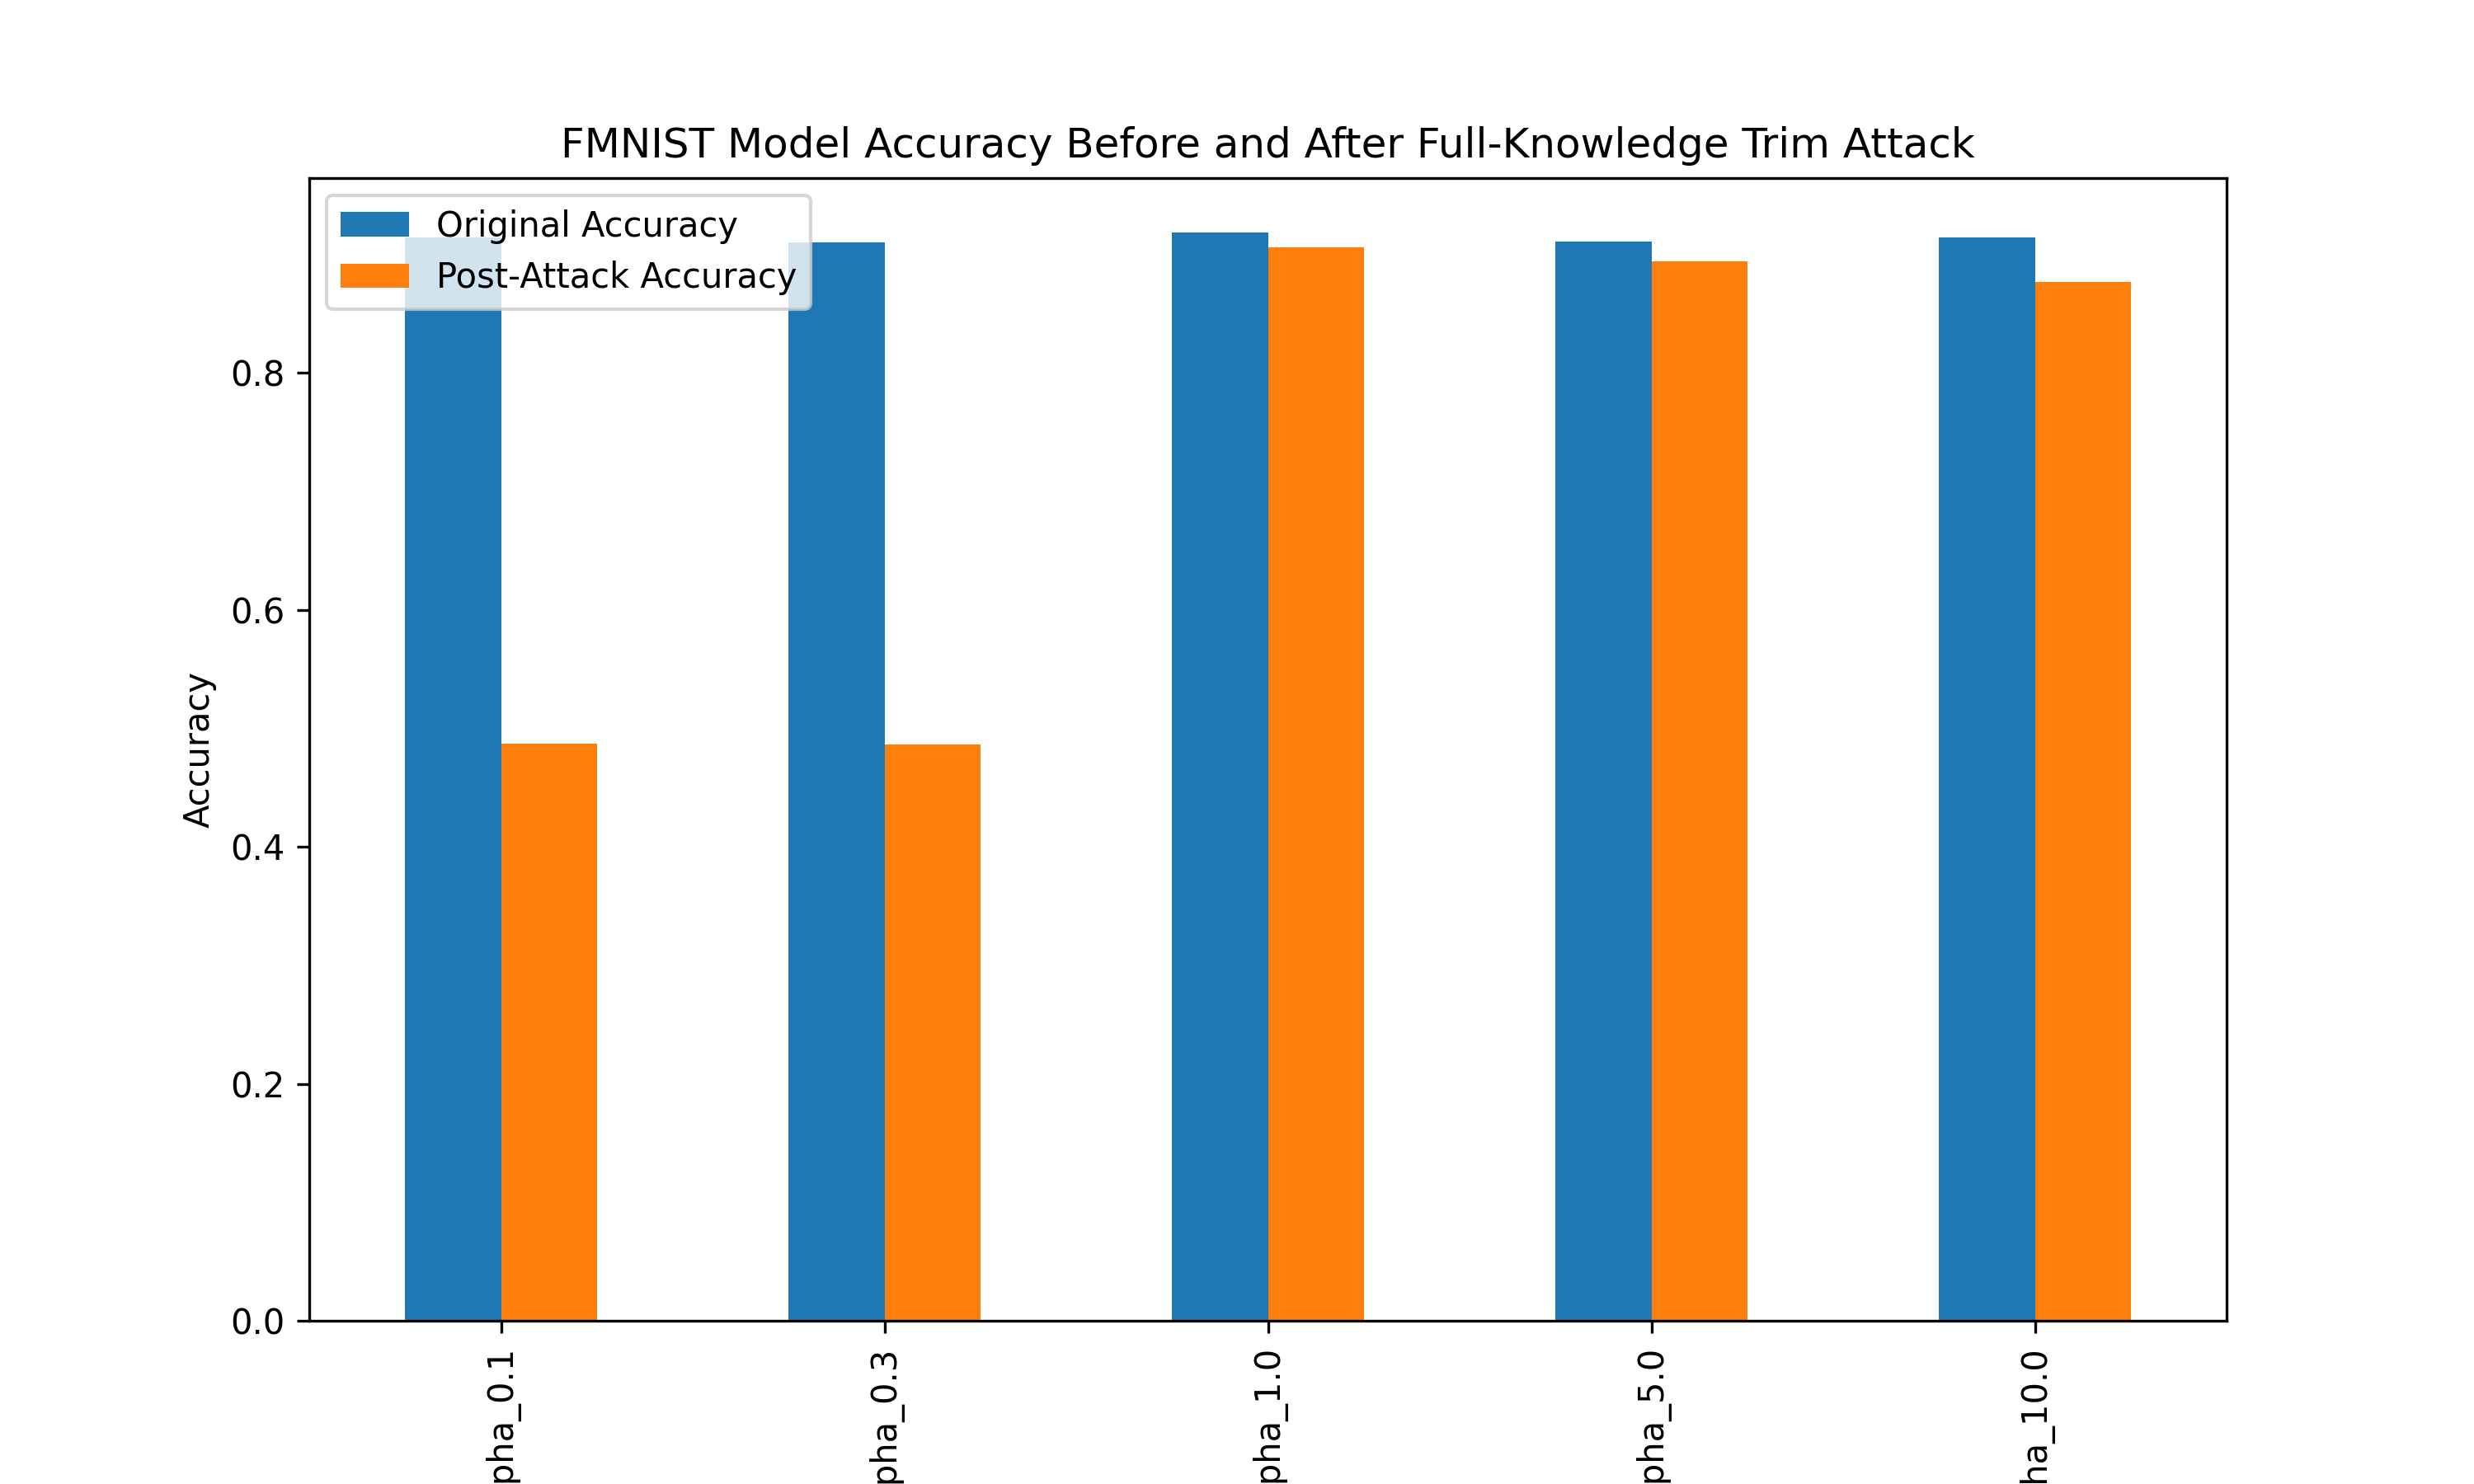 FMNIST Model Accuracy Before and After Full-Knowledge Trim Attack
Original Accuracy
Post-Attack Accuracy
Accuracy
0.8
0.6
0.4
0.2
0.0
pha_0.1
pha_0.3
pha_1.0
pha_5.0
ha_10.0